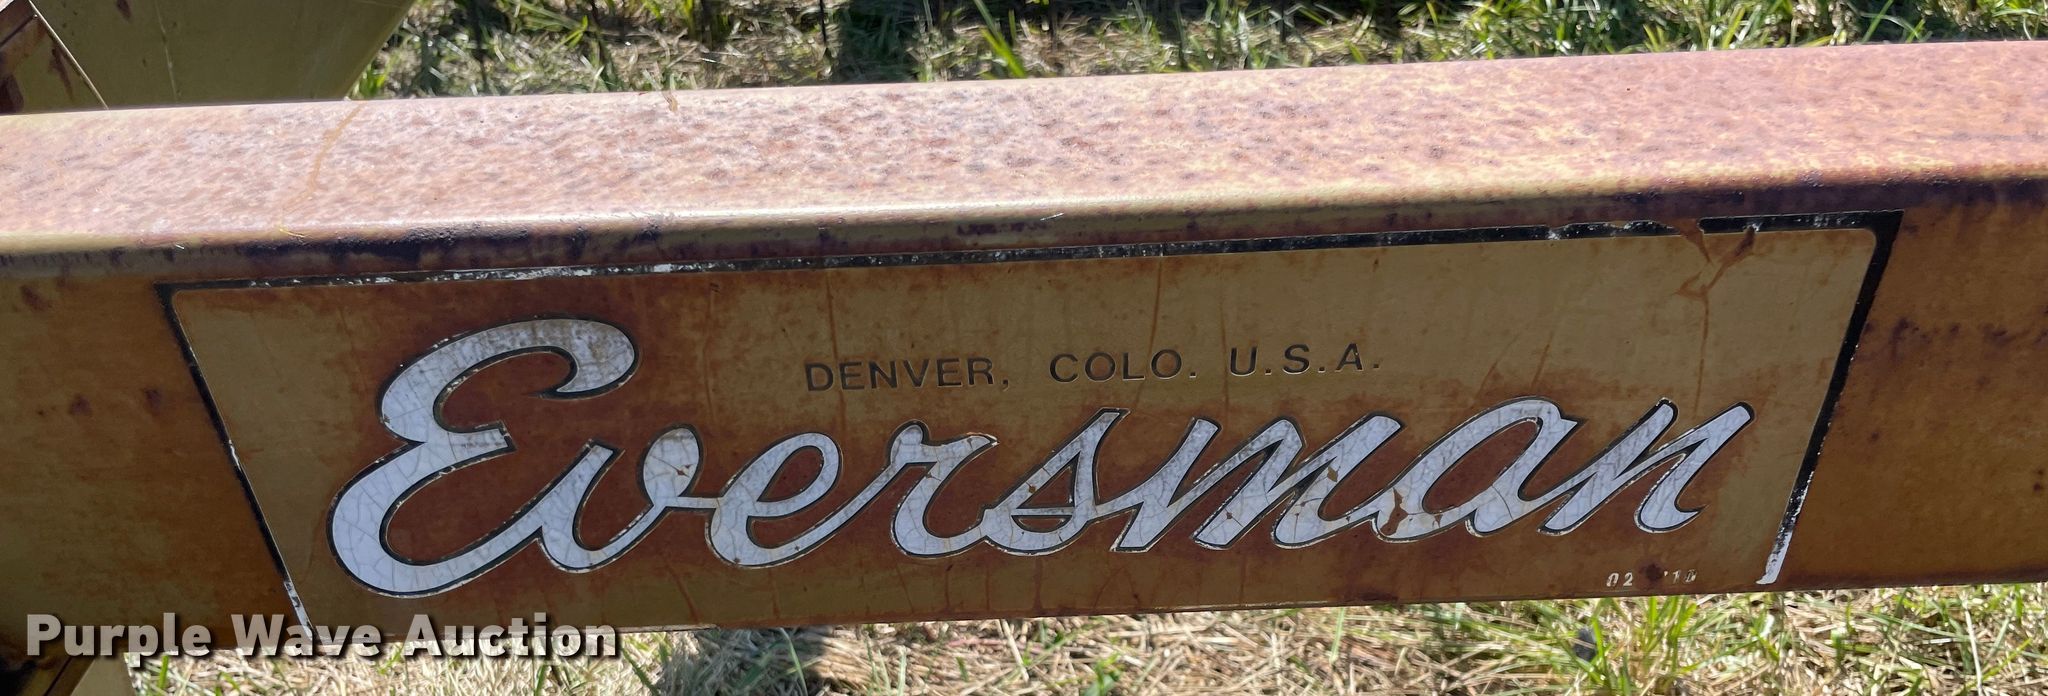 DENVER, COLO. U.S.A.
Eversman
Purple Wave Auction